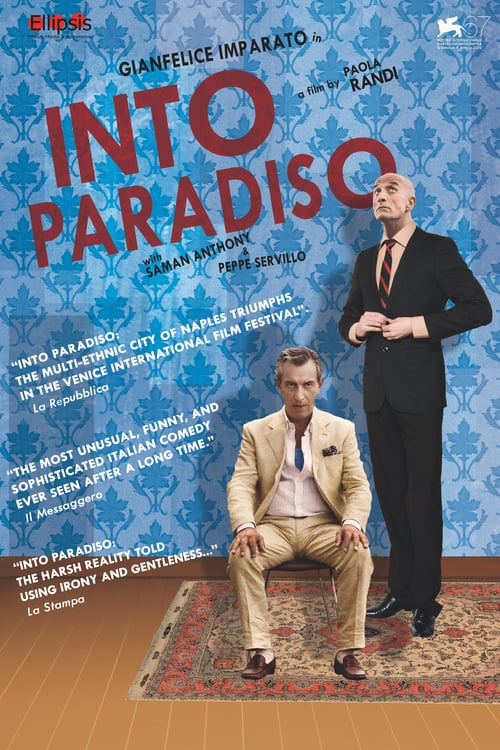 Ellipsis
67
GIANFELICE IMPARATO in
a film by PAOLA
RANDI
INTO
PARADISO
with SAMAN ANTHONY
& PEPPE SERVILLO
"INTO PARADISO:
THE MULTI-ETHNIC CITY OF NAPLES TRIUMPHS
IN THE VENICE INTERNATIONAL FILM FESTIVAL".
La Repubblica
"THE MOST UNUSUAL, FUNNY, AND
SOPHISTICATED ITALIAN COMEDY
EVER SEEN AFTER A LONG TIME."
Il Messaggero
"INTO PARADISO:
THE HARSH REALITY TOLD
USING IRONY AND GENTLENESS..."
La Stampa